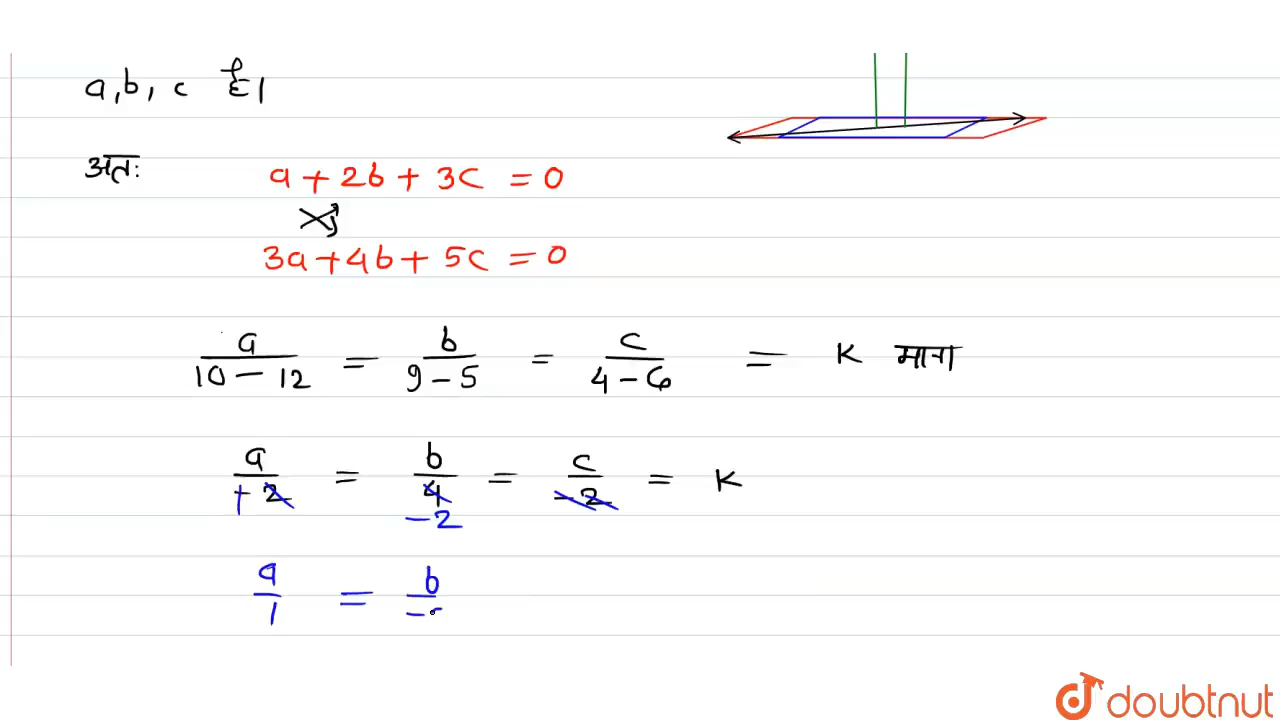 a, b, c है।
अतः a + 2b + 3c = 0
3a + 4b + 5c = 0
a/(10 - 12) = b/(9 - 5) = c/(4 - 6) = K माना
a/-2 = b/4 = c/-2 = K
1 -2
a/1 = b/-
doubtnut